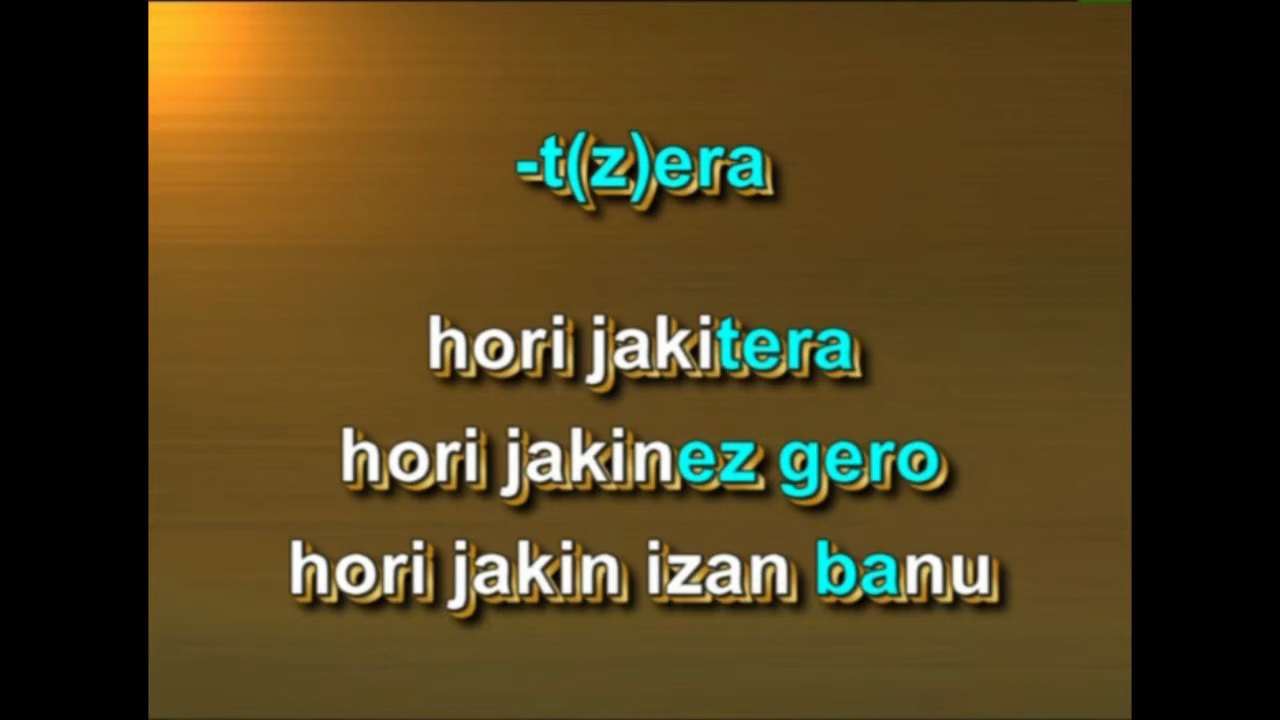 -t(z)era
hori jakitera
hori jakinez gero
hori jakin izan banu